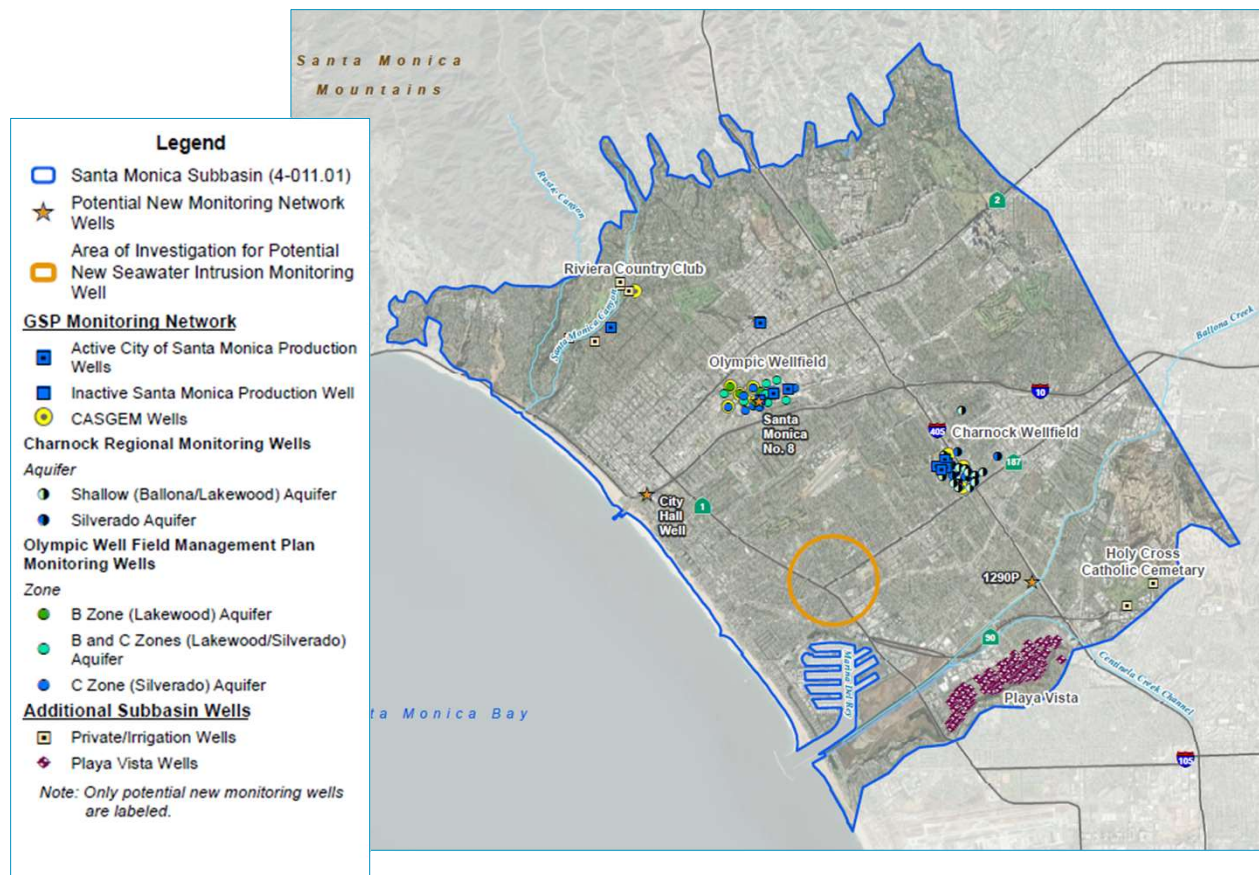 Legend
Santa Monica Subbasin (4-011.01)
Potential New Monitoring Network
Wells
Area of Investigation for Potential
New Seawater Intrusion Monitoring
Well
GSP Monitoring Network
Active City of Santa Monica Production
Wells
Inactive Santa Monica Production Well
CASGEM Wells
Charnock Regional Monitoring Wells
Aquifer
Shallow (Ballona/Lakewood) Aquifer
Silverado Aquifer
Olympic Well Field Management Plan
Monitoring Wells
Zone
B Zone (Lakewood) Aquifer
B and C Zones (Lakewood/Silverado)
Aquifer
C Zone (Silverado) Aquifer
Additional Subbasin Wells
Private/Irrigation Wells
Playa Vista Wells
Note: Only potential new monitoring wells
are labeled.
Santa Monica
Mountains
Rustic Canyon
2
Riviera Country Club
Santa Monica Canyon
Ballona Creek
Olympic Wellfield
10
Santa
Monica
No. 8
405
Charnock Wellfield
187
City
Hall
Well
1
Holy Cross
Catholic Cemetary
1290P
90
Marina Del Rey
Centinela Creek Channel
Playa Vista
ta Monica Bay
105